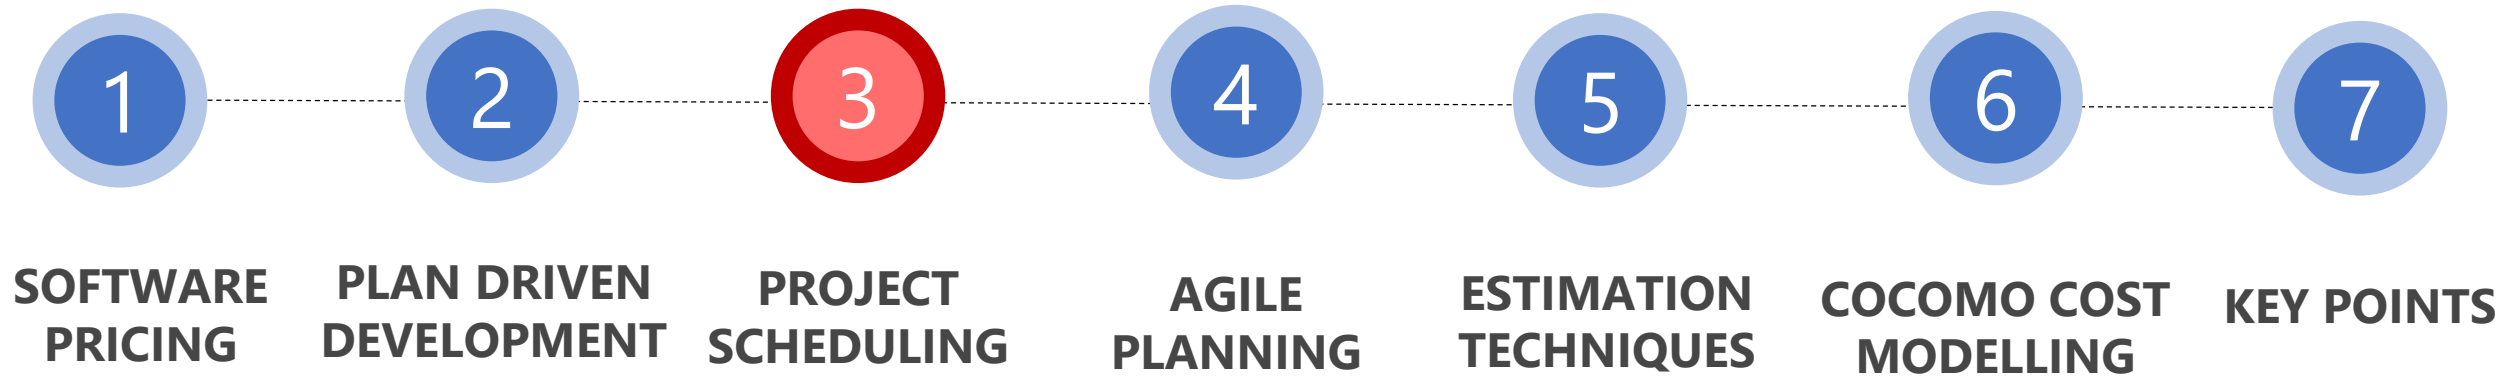 1
2
3
4
5
6
7
SOFTWARE
PRICING
PLAN DRIVEN
DEVELOPMENT
PROJECT
SCHEDULING
AGILE
PLANNING
ESTIMATION
TECHNIQUES
COCOMO COST
MODELLING
KEY POINTS